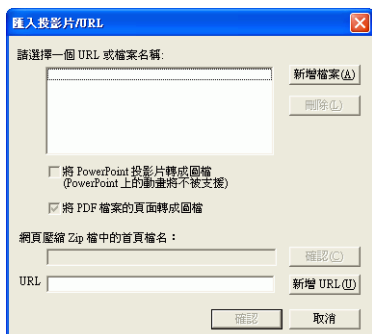 匯入投影片/URL
請選擇一個 URL 或檔案名稱:
新增檔案(A)
刪除(L)
將 PowerPoint 投影片轉成圖檔
(PowerPoint 上的動畫將不被支援)
將 PDF 檔案的頁面轉成圖檔
網頁壓縮 Zip 檔中的首頁檔名：
確認(C)
URL
新增 URL(U)
確認
取消